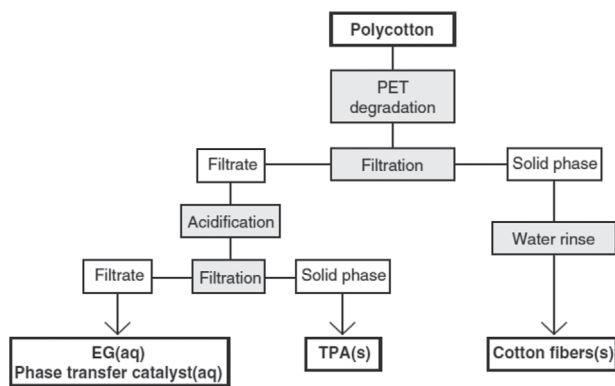 Polycotton
PET
degradation
Filtrate
Filtration
Solid phase
Acidification
Water rinse
Filtrate
Filtration
Solid phase
EG(aq)
Phase transfer catalyst(aq)
TPA(s)
Cotton fibers(s)